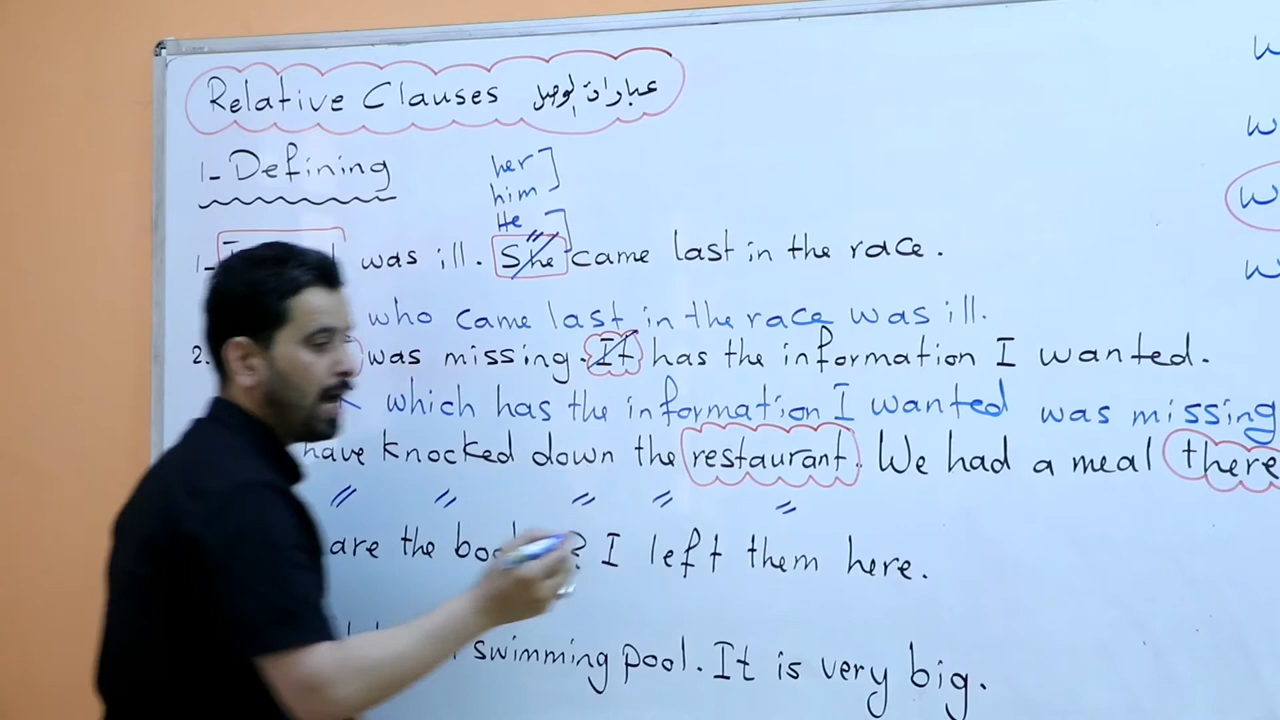 Relative Clauses عبارات الوصل
1- Defining
her
him
He
1- was ill. She came last in the race.
who came last in the race was ill.
2. was missing. It has the information I wanted.
which has the information I wanted was missing
have knocked down the restaurant. We had a meal there
are the ? I left them here.
swimming pool. It is very big.